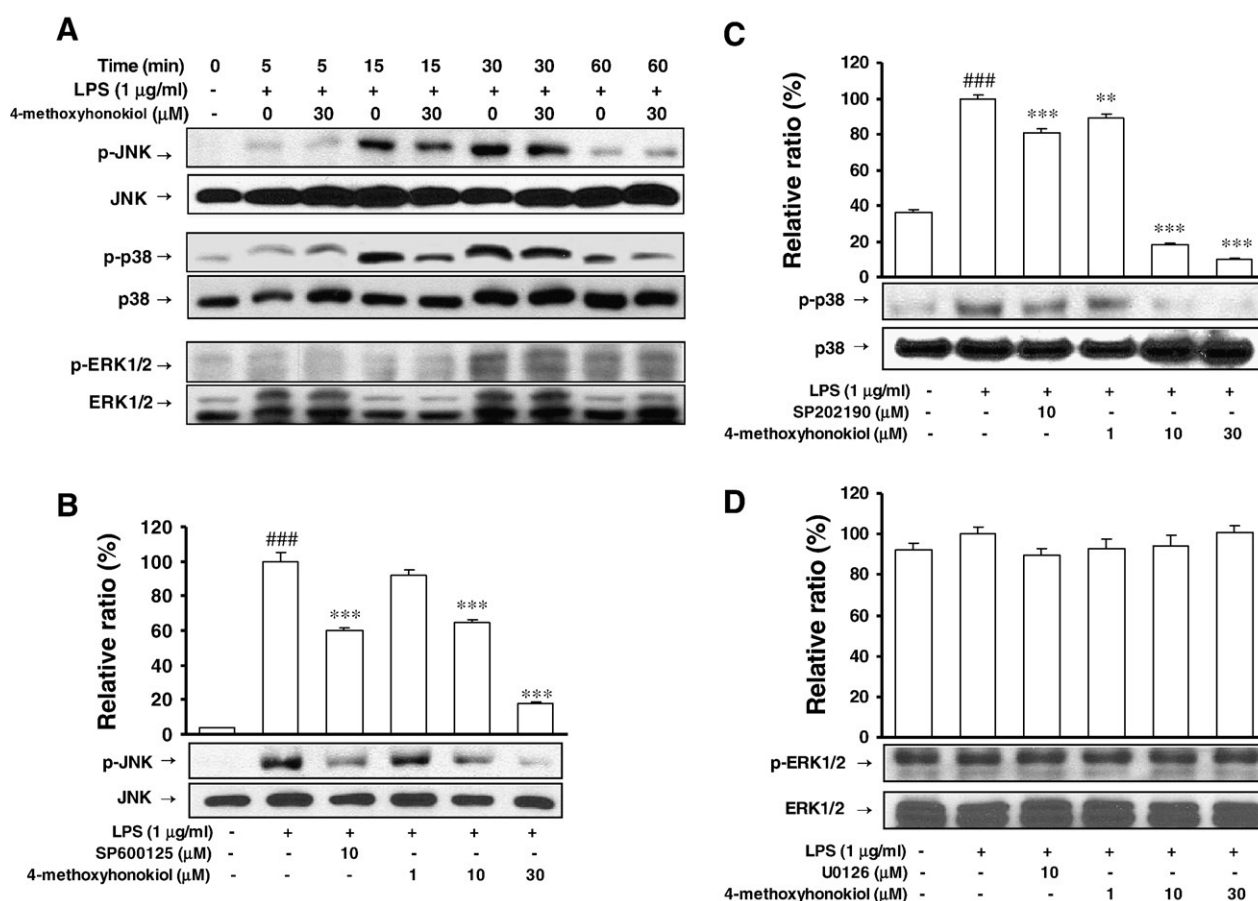 A
Time (min) 0 5 5 15 15 30 30 60 60
LPS (1 μg/ml) - + + + + + + + +
4-methoxyhonokiol (μM) - 0 30 0 30 0 30 0 30
p-JNK →
JNK →
p-p38 →
p38 →
p-ERK1/2 →
ERK1/2 →
B
Relative ratio (%)
120
100
80
60
40
20
0
###
***
***
***
p-JNK →
JNK →
LPS (1 μg/ml) - + + + + +
SP600125 (μM) - - 10 - - -
4-methoxyhonokiol (μM) - - - 1 10 30
C
Relative ratio (%)
120
100
80
60
40
20
0
###
***
**
***
***
p-p38 →
p38 →
LPS (1 μg/ml) - + + + + +
SP202190 (μM) - - 10 - - -
4-methoxyhonokiol (μM) - - - 1 10 30
D
Relative ratio (%)
120
100
80
60
40
20
0
p-ERK1/2 →
ERK1/2 →
LPS (1 μg/ml) - + + + + +
U0126 (μM) - - 10 - - -
4-methoxyhonokiol (μM) - - - 1 10 30